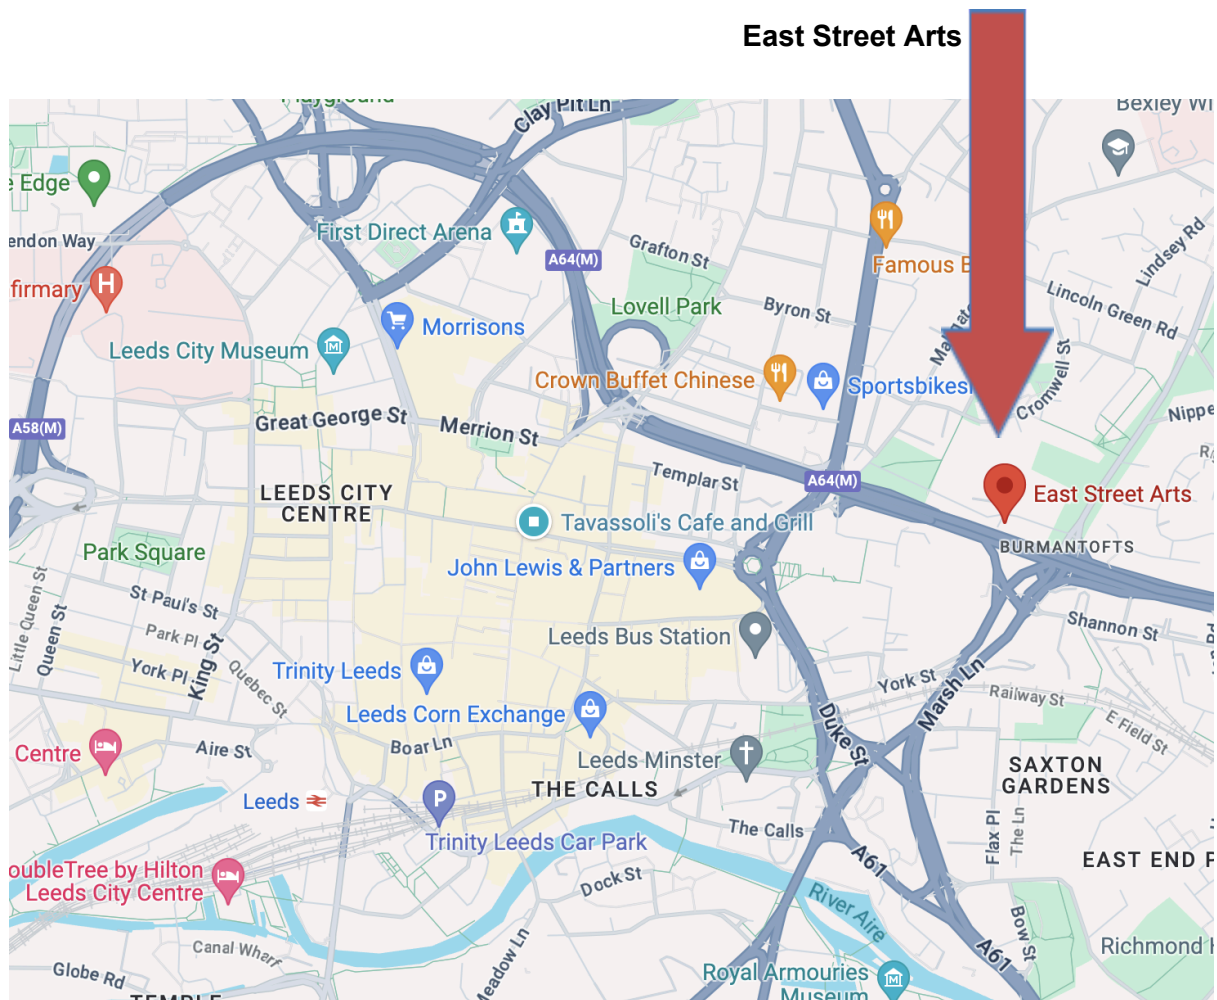 East Street Arts
Playground
Clay Pit Ln
Bexley Wi
e Edge
endon Way
First Direct Arena
A64(M)
Grafton St
Famous B
Lindsey Rd
firmary
Lovell Park
Byron St
Lincoln Green Rd
Morrisons
Leeds City Museum
Crown Buffet Chinese
Sportsbikes
Cromwell St
Nippe
A58(M)
Great George St
Merrion St
Templar St
A64(M)
LEEDS CITY
CENTRE
East Street Arts
Tavassoli's Cafe and Grill
Park Square
John Lewis & Partners
BURMANTOFTS
Little Queen St
Queen St
St Paul's St
Park Pl
York Pl
King St
Quebec St
Leeds Bus Station
Shannon St
Trinity Leeds
York St
Marsh Ln
Railway St
E Field St
Leeds Corn Exchange
Duke St
Centre
Aire St
Boar Ln
Leeds Minster
SAXTON
GARDENS
Leeds
P
THE CALLS
The Calls
Flax Pl
The Ln
Trinity Leeds Car Park
A61
EAST END P
oubleTree by Hilton
Leeds City Centre
Dock St
River Aire
Bow St
Canal Wharf
Meadow Ln
A61
Richmond H
Globe Rd
Royal Armouries
Museum
TEMPLE